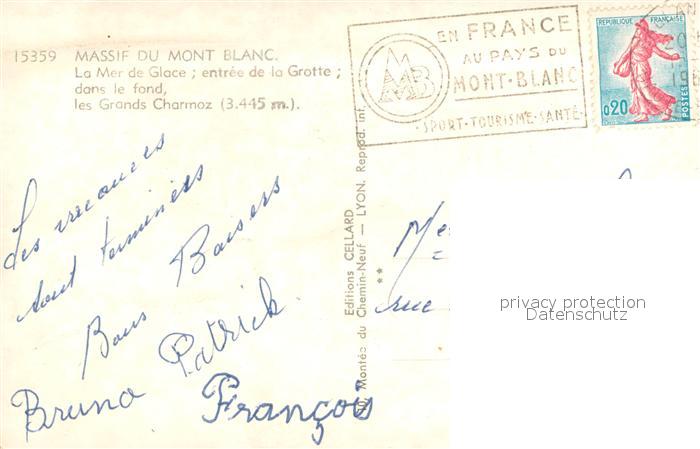 15359 MASSIF DU MONT BLANC.
La Mer de Glace ; entrée de la Grotte ;
dans le fond,
les Grands Charmoz (3.445 m).
EN FRANCE
AU PAYS DU
MONT-BLANC
·SPORT·TOURISME·SANTÉ·
MB
REPUBLIQUE FRANÇAISE
0,20
POSTES
Les vacances
sont terminées
Bons Baisers
Patrick.
Bruno
François
Editions CELLARD
Montée du Chemin-Neuf — LYON. Reprod. int.
**
rue
privacy protection
Datenschutz